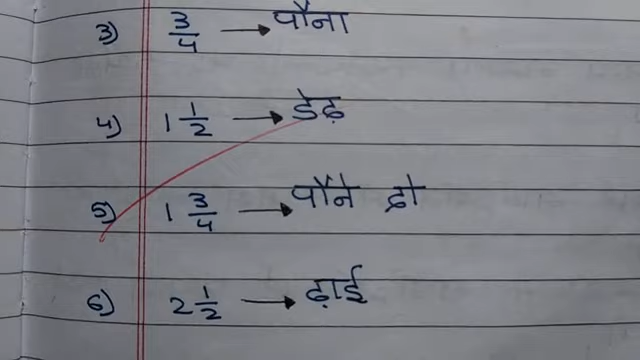 3) 3/4 → पौना
4) 1 1/2 → डेढ़
5) 1 3/4 → पौने दो
6) 2 1/2 → ढ़ाई